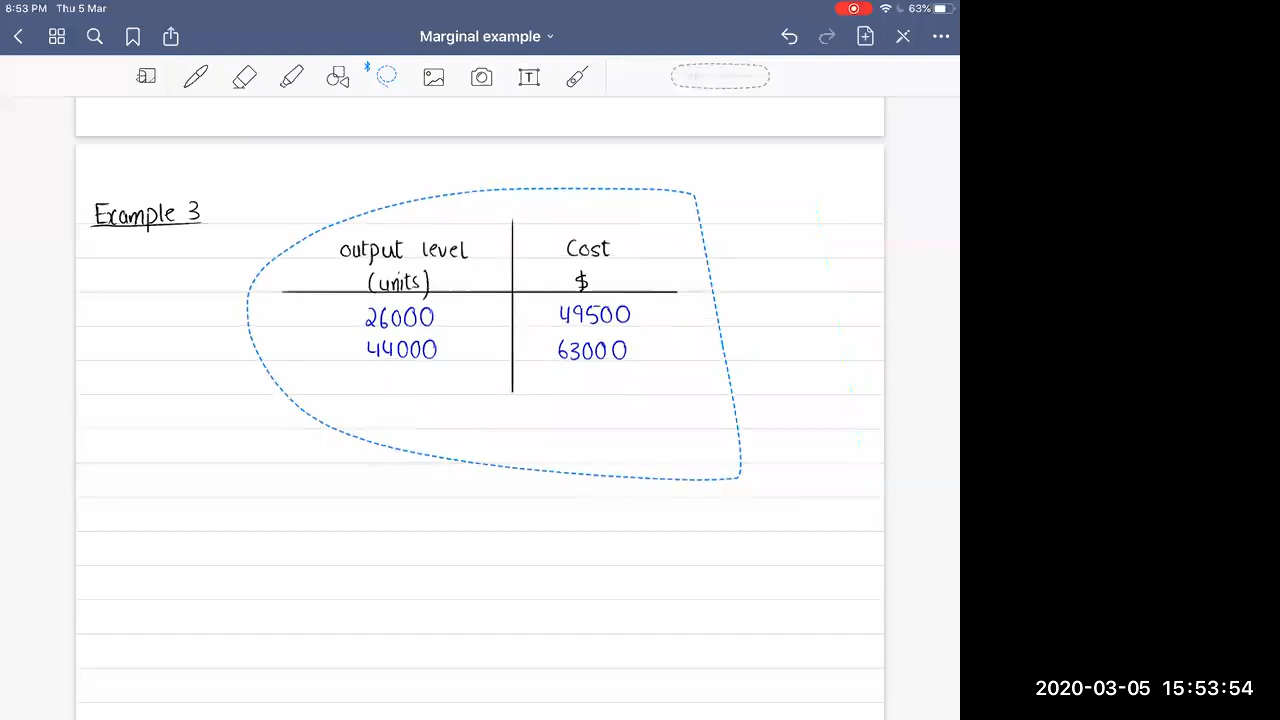 8:53 PM Thu 5 Mar
63%
Marginal example
T
Example 3
output level Cost
(units) $
26000 49500
44000 63000
2020-03-05 15:53:54